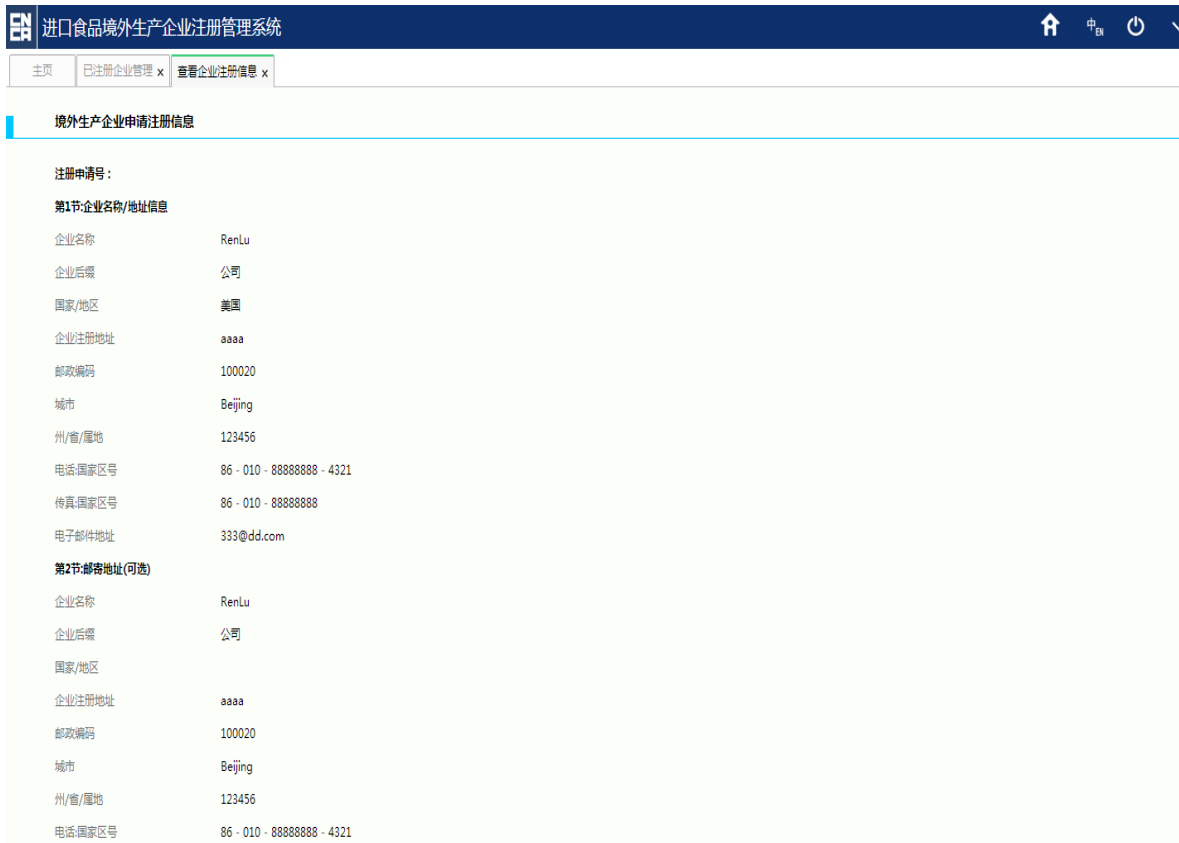 CNCA 进口食品境外生产企业注册管理系统 中EN
主页 已注册企业管理 x 查看企业注册信息 x
境外生产企业申请注册信息
注册申请号：
第1节:企业名称/地址信息
企业名称 RenLu
企业后缀 公司
国家/地区 美国
企业注册地址 aaaa
邮政编码 100020
城市 Beijing
州/省/属地 123456
电话:国家区号 86 - 010 - 88888888 - 4321
传真:国家区号 86 - 010 - 88888888
电子邮件地址 333@dd.com
第2节:邮寄地址(可选)
企业名称 RenLu
企业后缀 公司
国家/地区
企业注册地址 aaaa
邮政编码 100020
城市 Beijing
州/省/属地 123456
电话:国家区号 86 - 010 - 88888888 - 4321